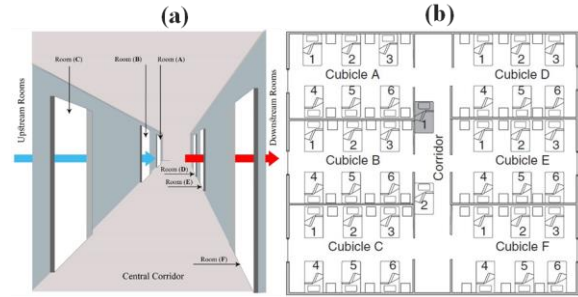 (a)
Room (C)
Room (B)
Room (A)
Upstream Rooms
Downstream Rooms
Room (D)
Room (E)
Room (F)
Central Corridor
(b)
1 2 3 1 2 3
Cubicle A Cubicle D
4 5 6 4 5 6
1
1 2 3 1 2 3
Cubicle B Corridor Cubicle E
4 5 6 4 5 6
2
1 2 3 1 2 3
Cubicle C Cubicle F
4 5 6 4 5 6